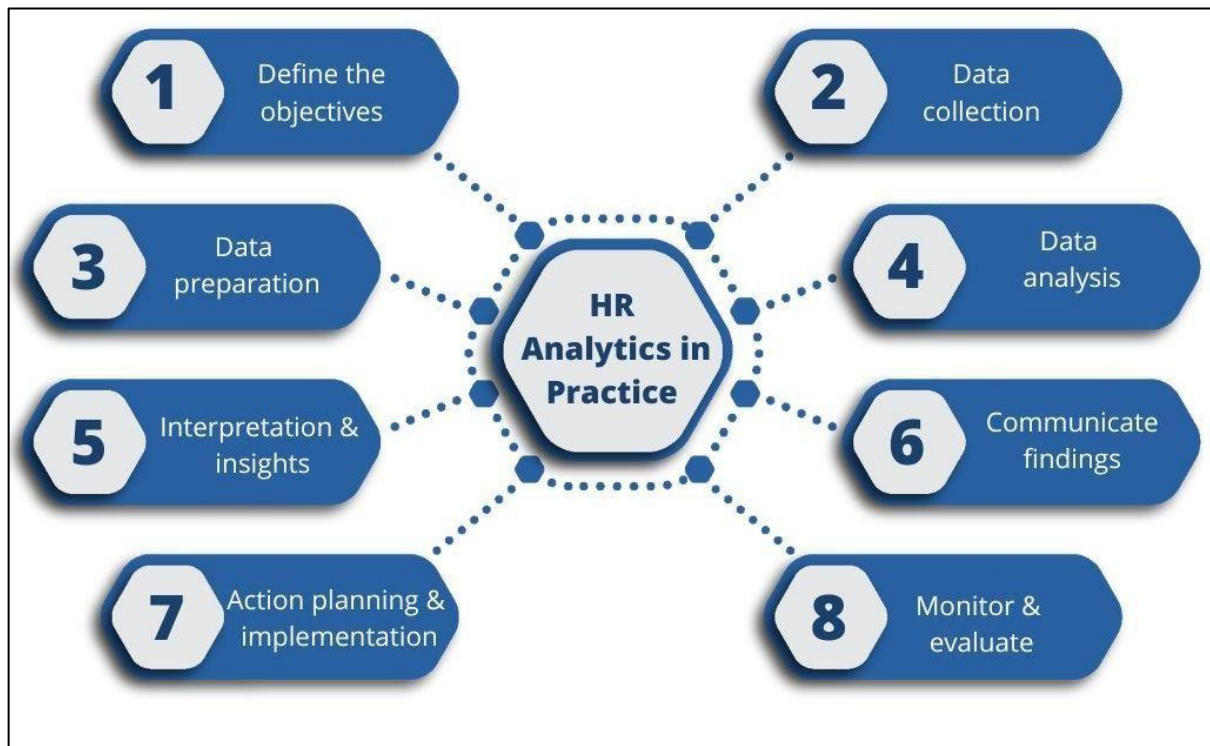 1
Define the
objectives
2
Data
collection
3
Data
preparation
4
Data
analysis
HR
Analytics in
Practice
5
Interpretation &
insights
6
Communicate
findings
7
Action planning &
implementation
8
Monitor &
evaluate